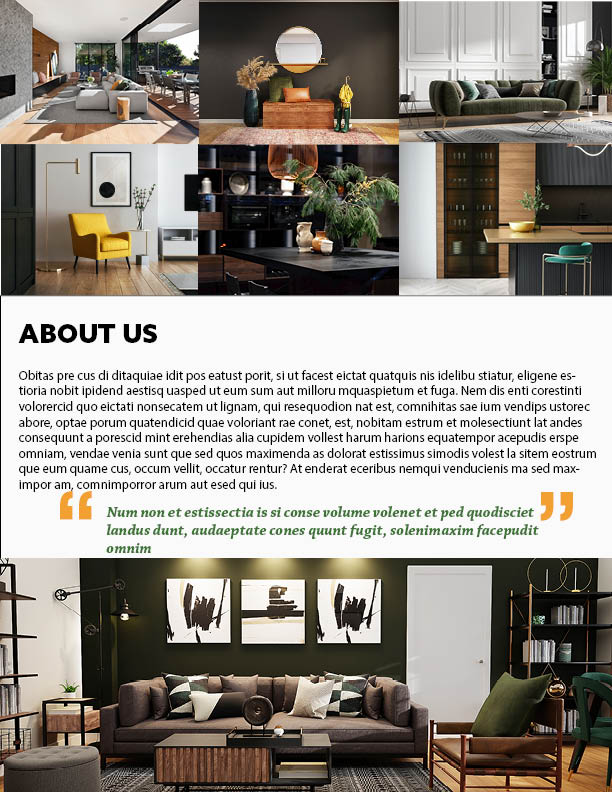 ABOUT US
Obitas pre cus di ditaquiae idit pos eatust porit, si ut facest eictat quatquis nis idelibu stiatur, eligene es-
tioria nobit ipidend aestisq uasped ut eum sum aut milloru mquaspietum et fuga. Nem dis enti corestinti
volorercid quo eictati nonsecatem ut lignam, qui resequodion nat est, comnihitas sae ium vendips ustorec
abore, optae porum quatendicid quae voloriant rae conet, est, nobitam estrum et molesectiunt lat andes
consequunt a porescid mint erehendias alia cupidem vollest harum harions equatempor acepudis erspe
omniam, vendae venia sunt que sed quos maximenda as dolorat estissimus simodis volest la sitem eostrum
que eum quame cus, occum vellit, occatur rentur? At enderat eceribus nemqui venducienis ma sed max-
impor am, comnimporror arum aut esed qui ius.
“ Num non et estissectia is si conse volume volenet et ped quodisciet ”
landus dunt, audaeptate cones quunt fugit, solenimaxim facepudit
omnim